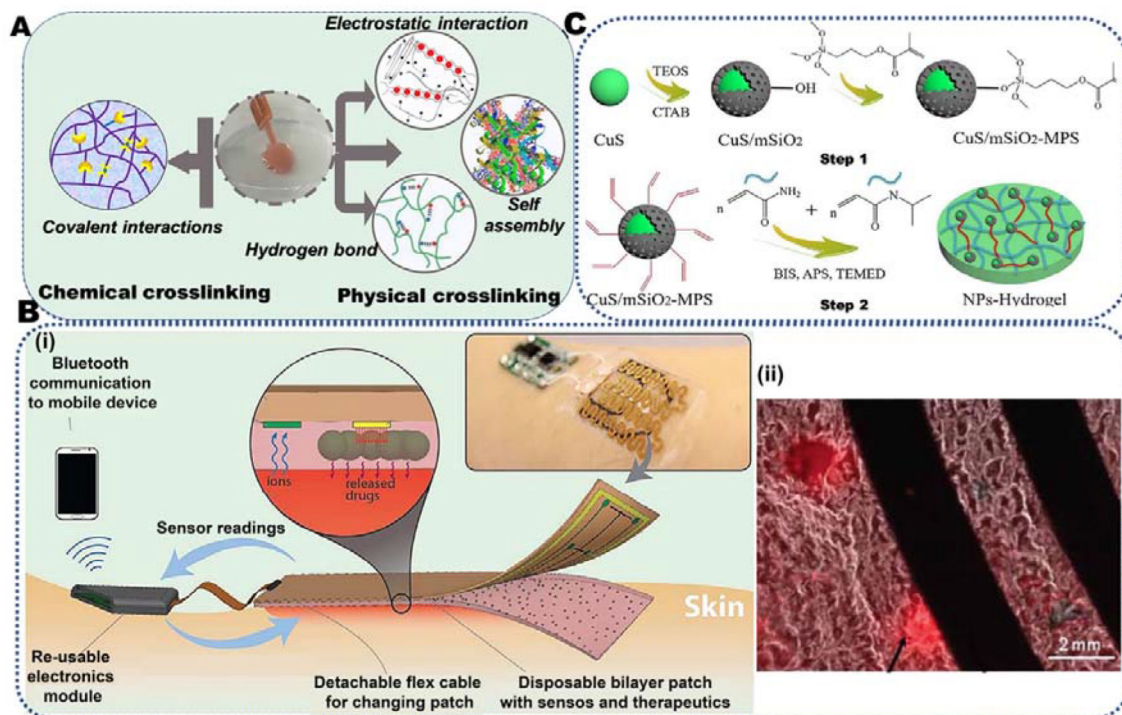 A
Electrostatic interaction
Covalent interactions
Self
assembly
Hydrogen bond
Chemical crosslinking
Physical crosslinking
C
TEOS
CTAB
OH
CuS
CuS/mSiO2
CuS/mSiO2-MPS
Step 1
n
NH2
O
+
n
N
O
BIS, APS, TEMED
CuS/mSiO2-MPS
Step 2
NPs-Hydrogel
B
(i)
Bluetooth
communication
to mobile device
ions
released
drugs
Sensor readings
Skin
Re-usable
electronics
module
Detachable flex cable
for changing patch
Disposable bilayer patch
with sensos and therapeutics
(ii)
2 mm